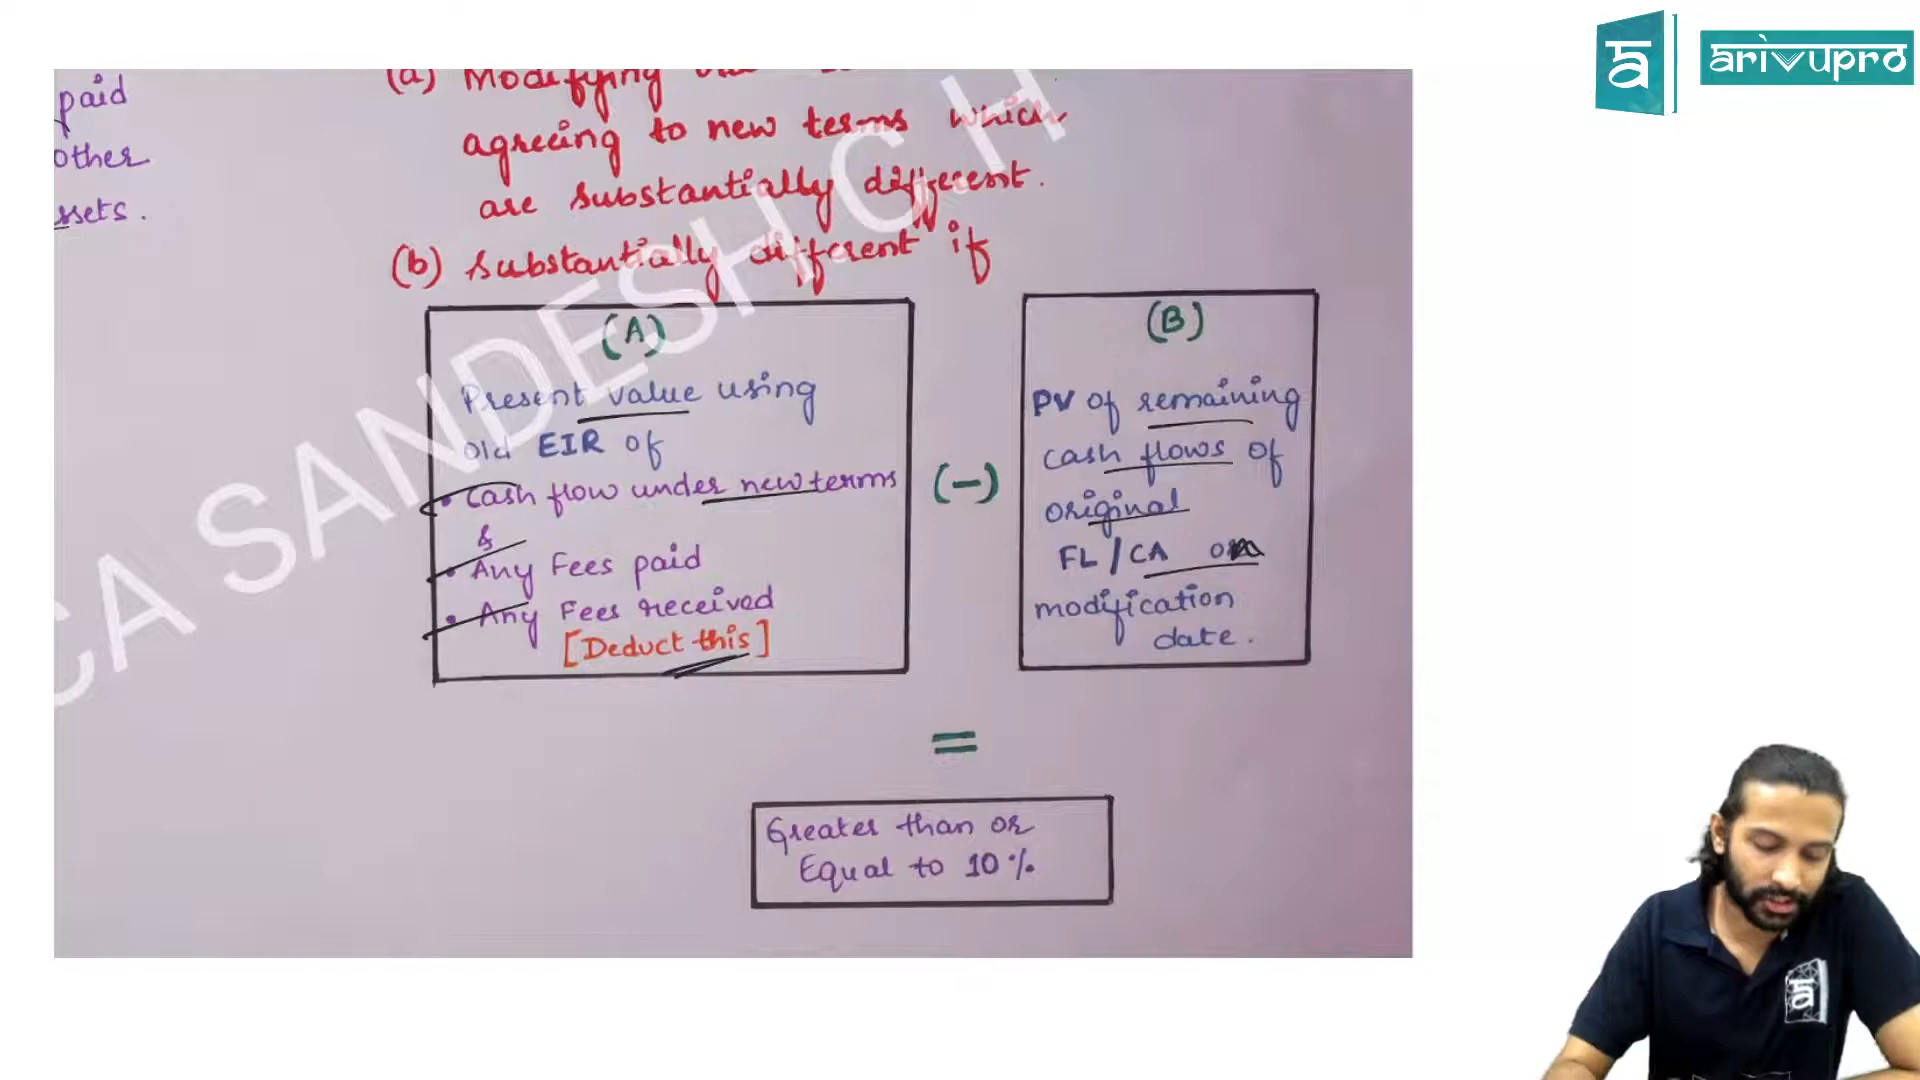 paid
other
ssets.
(a) Modifying
agreeing to new terms which
are substantially different.
(b) Substantially different if
(A)
Present value using
old EIR of
• Cash flow under new terms
&
• Any Fees paid
• Any Fees received
[Deduct this]
(-)
(B)
PV of remaining
cash flows of
original
FL/CA on
modification
date.
=
Greater than or
Equal to 10%
CA SANDESH C H
ā
arivupro
ā